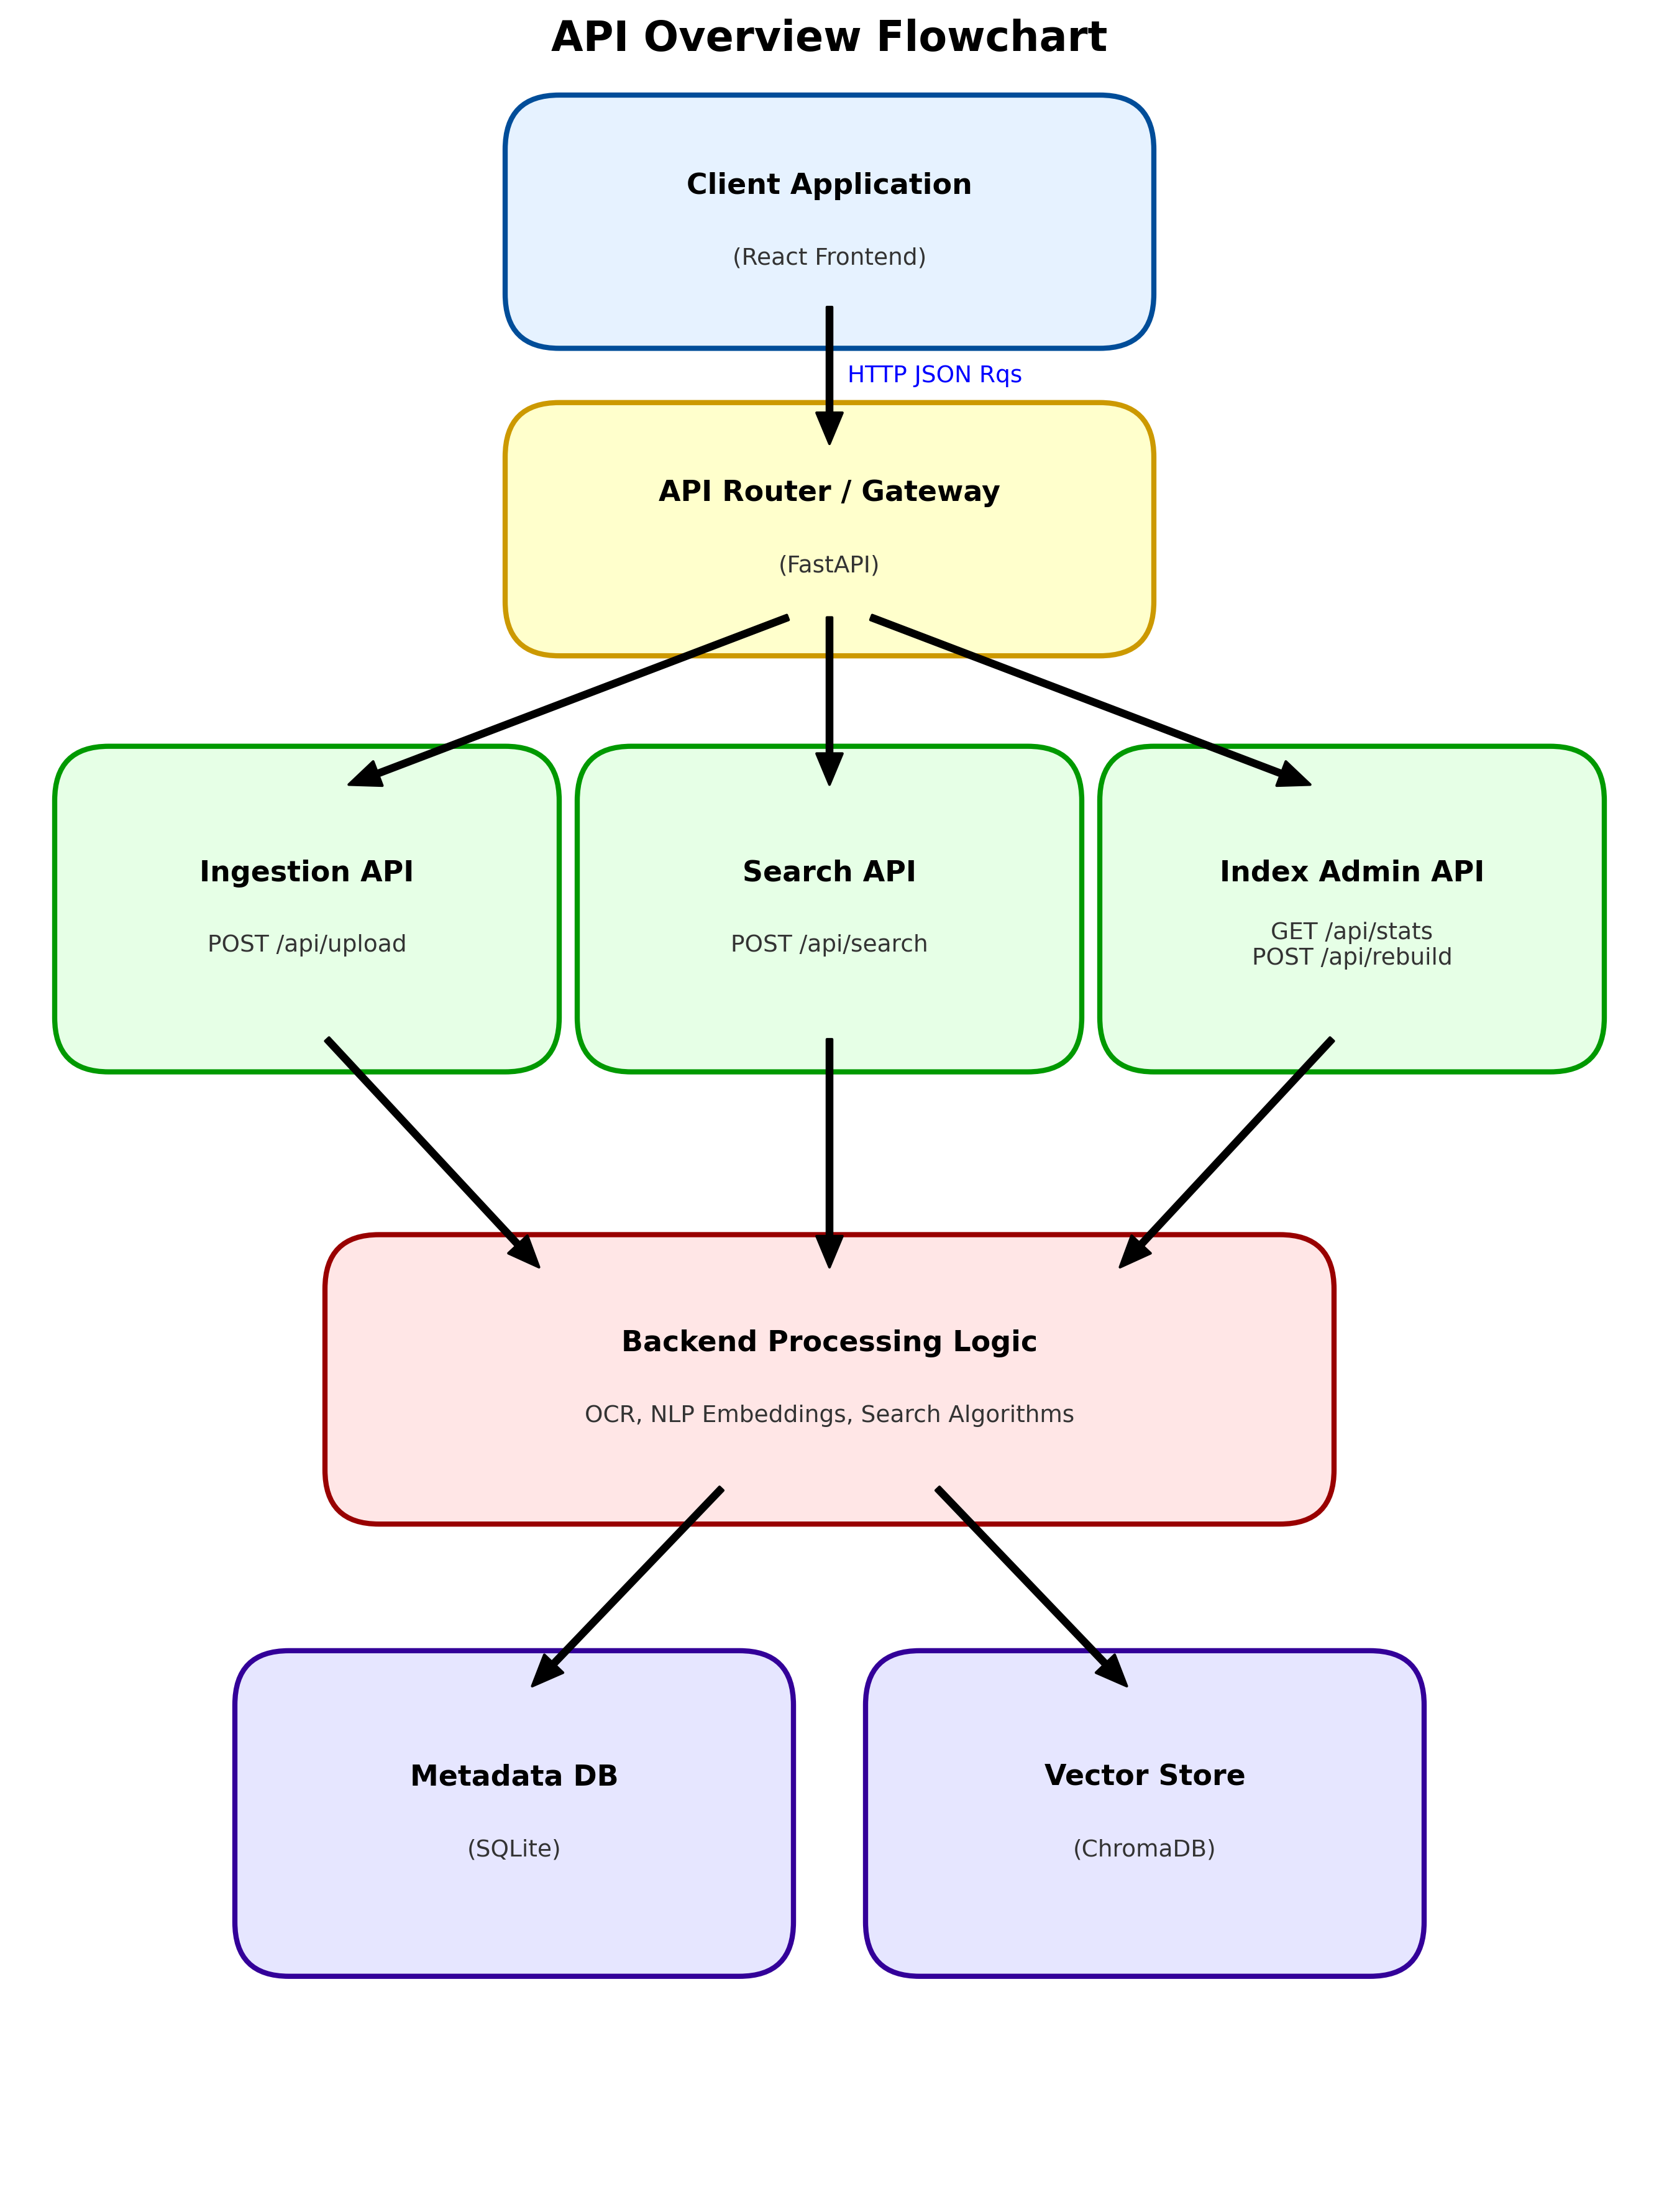 API Overview Flowchart
Client Application
(React Frontend)
HTTP JSON Rqs
API Router / Gateway
(FastAPI)
Ingestion API
POST /api/upload
Search API
POST /api/search
Index Admin API
GET /api/stats
POST /api/rebuild
Backend Processing Logic
OCR, NLP Embeddings, Search Algorithms
Metadata DB
(SQLite)
Vector Store
(ChromaDB)